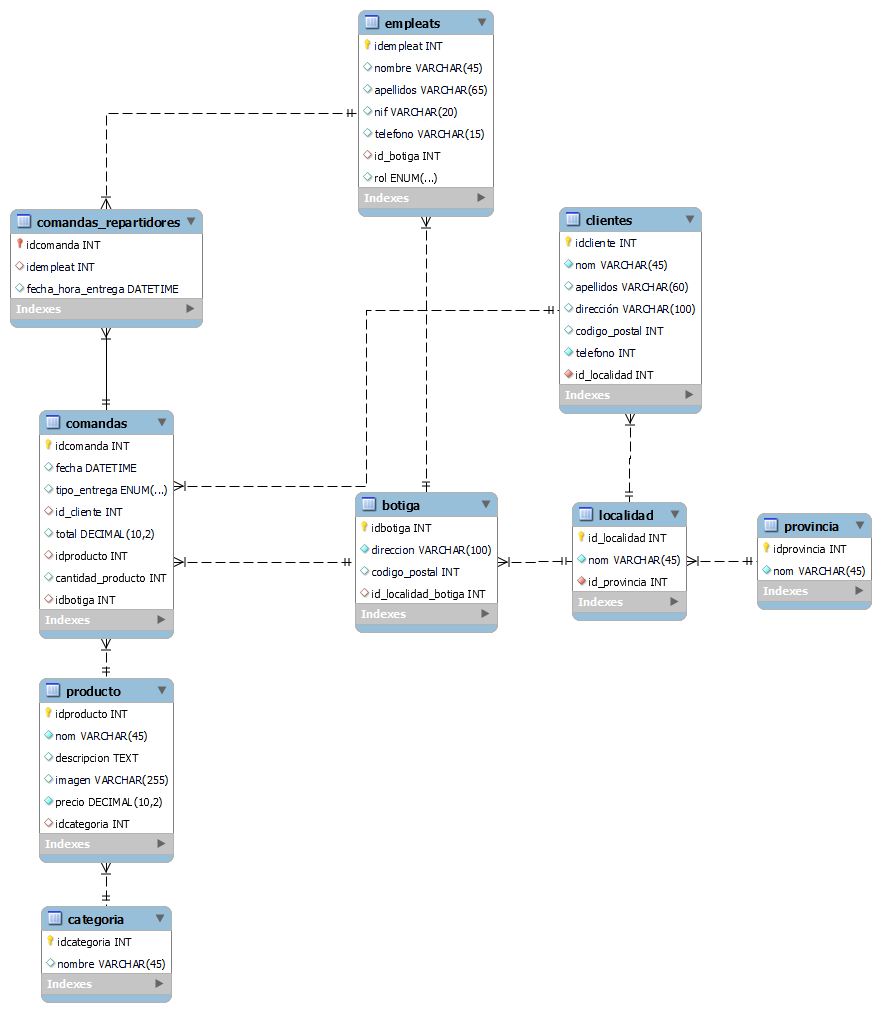 empleats
idempleat INT
nombre VARCHAR(45)
apellidos VARCHAR(65)
nif VARCHAR(20)
telefono VARCHAR(15)
id_botiga INT
rol ENUM(...)
Indexes
comandas_repartidores
idcomanda INT
idempleat INT
fecha_hora_entrega DATETIME
Indexes
clientes
idcliente INT
nom VARCHAR(45)
apellidos VARCHAR(60)
dirección VARCHAR(100)
codigo_postal INT
telefono INT
id_localidad INT
Indexes
comandas
idcomanda INT
fecha DATETIME
tipo_entrega ENUM(...)
id_cliente INT
total DECIMAL(10,2)
idproducto INT
cantidad_producto INT
idbotiga INT
Indexes
botiga
idbotiga INT
direccion VARCHAR(100)
codigo_postal INT
id_localidad_botiga INT
Indexes
localidad
id_localidad INT
nom VARCHAR(45)
id_provincia INT
Indexes
provincia
idprovincia INT
nom VARCHAR(45)
Indexes
producto
idproducto INT
nom VARCHAR(45)
descripcion TEXT
imagen VARCHAR(255)
precio DECIMAL(10,2)
idcategoria INT
Indexes
categoria
idcategoria INT
nombre VARCHAR(45)
Indexes